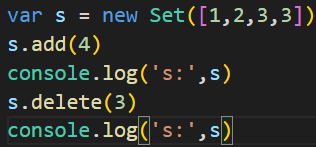 var s = new Set([1,2,3,3])
s.add(4)
console.log('s:',s)
s.delete(3)
console.log('s:',s)